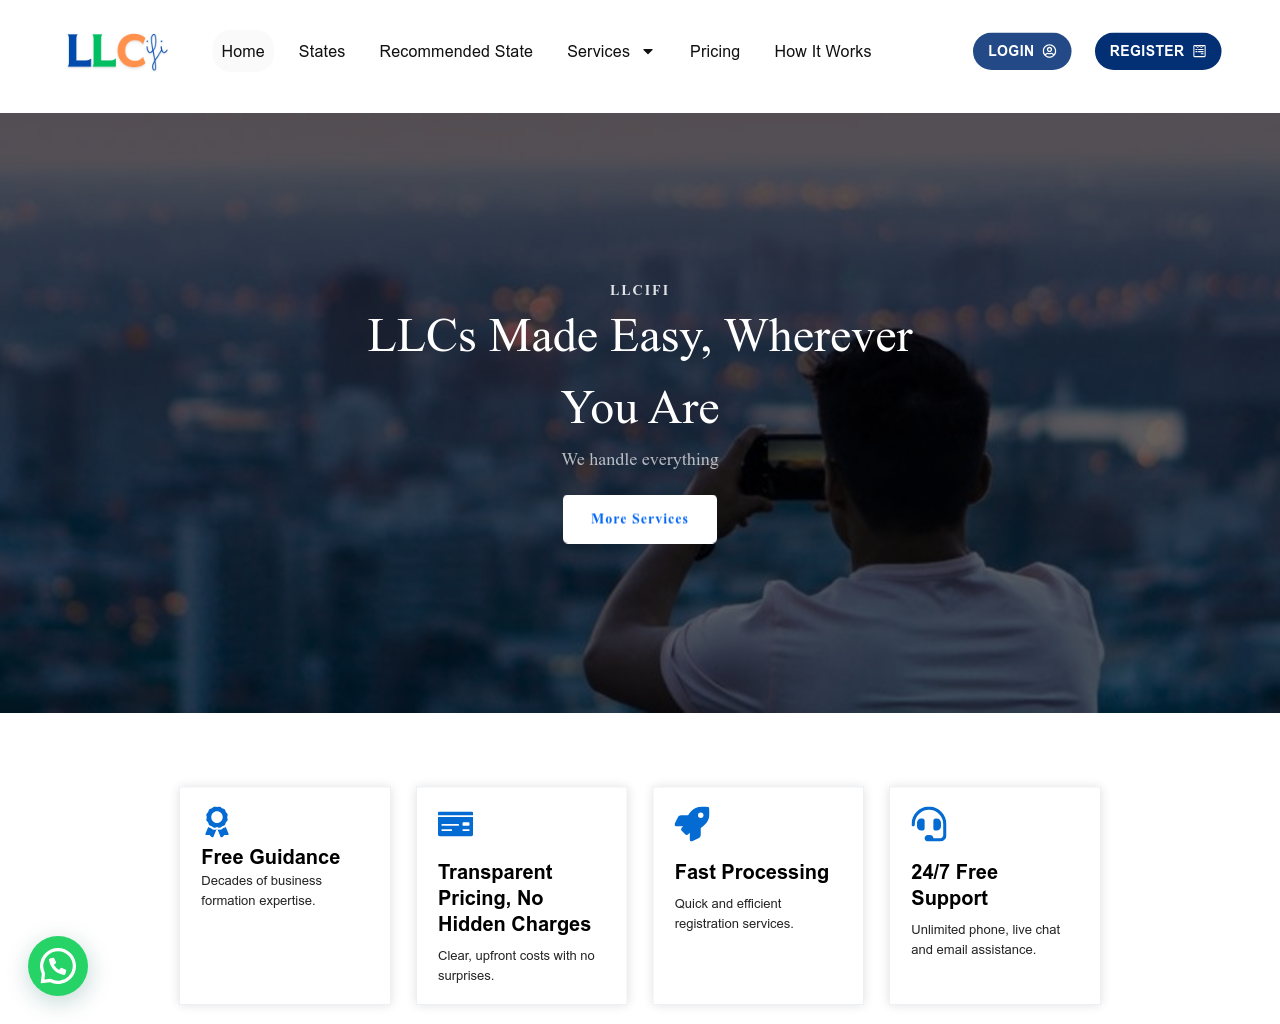 LLCifi
Home
States
Recommended State
Services
Pricing
How It Works
LOGIN
REGISTER
LLCIFI
LLCs Made Easy, Wherever
You Are
We handle everything
More Services
Free Guidance
Decades of business
formation expertise.
Transparent
Pricing, No
Hidden Charges
Clear, upfront costs with no
surprises.
Fast Processing
Quick and efficient
registration services.
24/7 Free
Support
Unlimited phone, live chat
and email assistance.